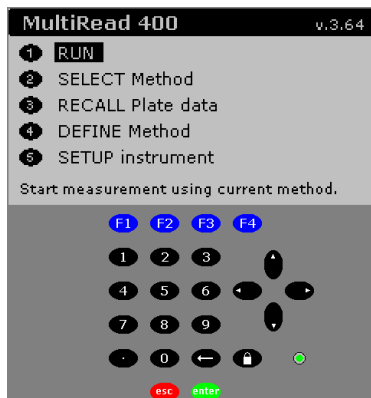 MultiRead 400 v.3.64
1 RUN
2 SELECT Method
3 RECALL Plate data
4 DEFINE Method
5 SETUP instrument
Start measurement using current method.
F1 F2 F3 F4
1 2 3
4 5 6
7 8 9
. 0 ←
esc enter